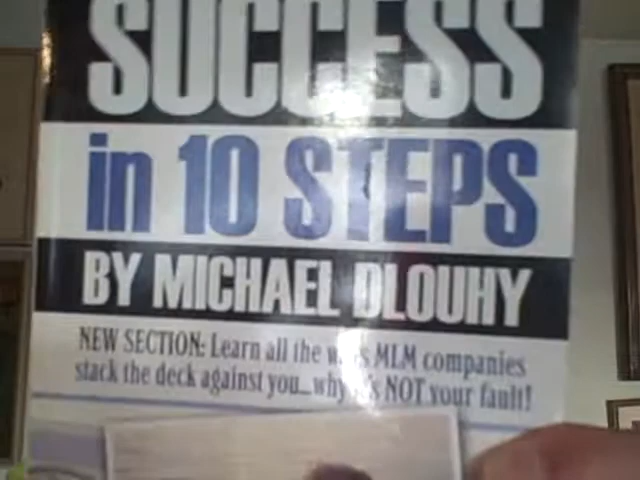 SUCCESS
in 10 STEPS
BY MICHAEL DLOUHY
NEW SECTION: Learn all the MLM companies
stack the deck against you...why NOT your fault!